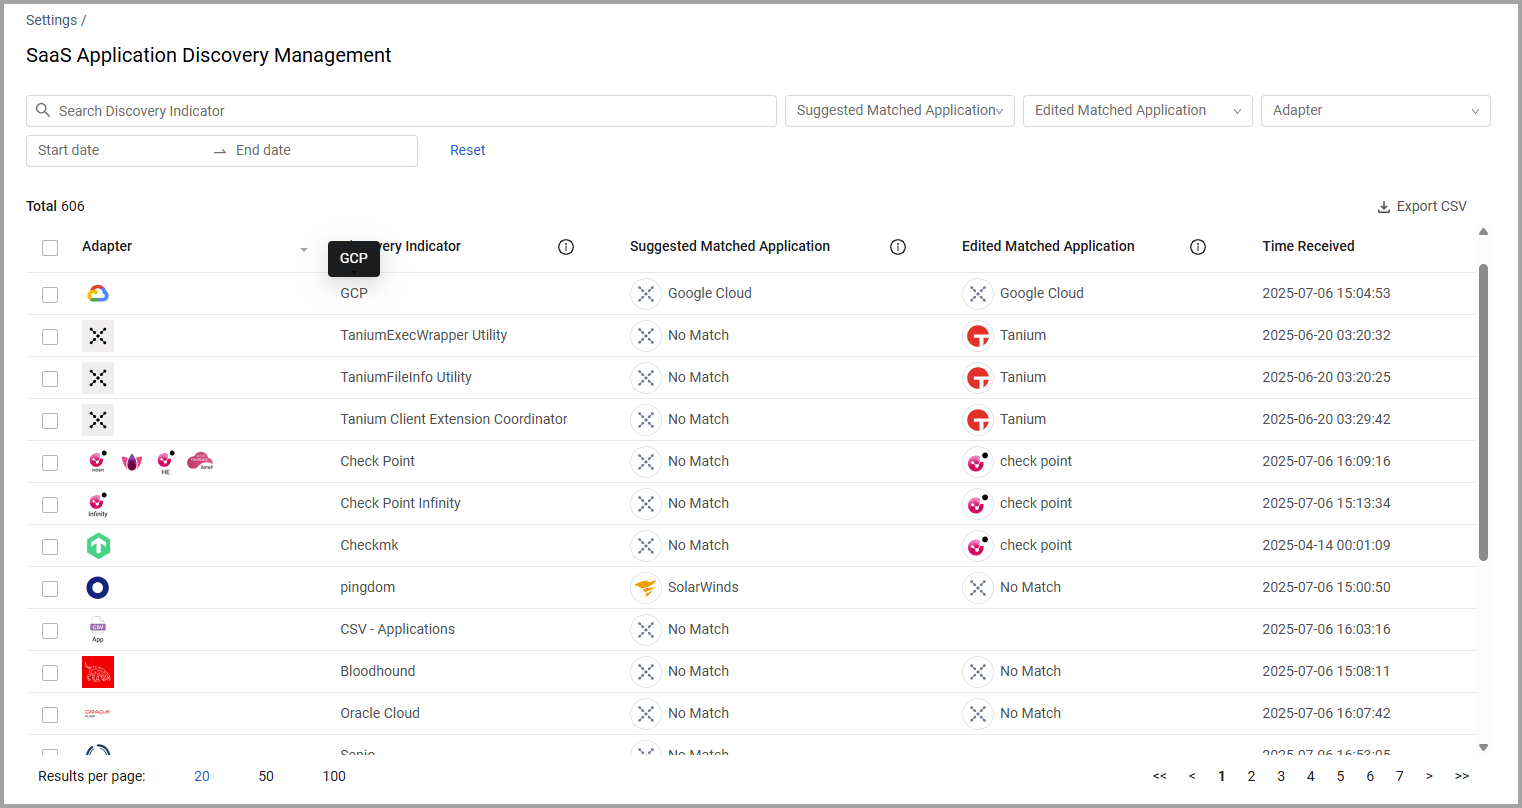 Settings /
SaaS Application Discovery Management
Search Discovery Indicator
Suggested Matched Application
Edited Matched Application
Adapter
Start date
End date
Reset
Total 606
Export CSV
Adapter
GCP
very Indicator
Suggested Matched Application
Edited Matched Application
Time Received
GCP Google Cloud Google Cloud 2025-07-06 15:04:53
TaniumExecWrapper Utility No Match Tanium 2025-06-20 03:20:32
TaniumFileInfo Utility No Match Tanium 2025-06-20 03:20:25
Tanium Client Extension Coordinator No Match Tanium 2025-06-20 03:29:42
HE Check Point No Match check point 2025-07-06 16:09:16
Infinity Check Point Infinity No Match check point 2025-07-06 15:13:34
Checkmk No Match check point 2025-04-14 00:01:09
pingdom SolarWinds No Match 2025-07-06 15:00:50
CSV App CSV - Applications No Match 2025-07-06 16:03:16
Bloodhound No Match No Match 2025-07-06 15:08:11
ORACLE Oracle Cloud No Match No Match 2025-07-06 16:07:42
No Match
Results per page: 20 50 100
<< < 1 2 3 4 5 6 7 > >>